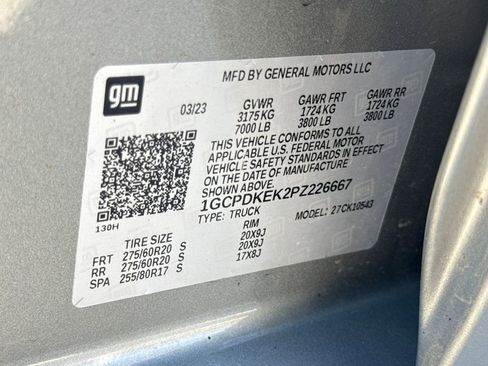 gm
MFD BY GENERAL MOTORS LLC
03/23 GVWR GAWR FRT GAWR RR
3175 KG 1724 KG 1724 KG
7000 LB 3800 LB 3800 LB
THIS VEHICLE CONFORMS TO ALL
APPLICABLE U.S. FEDERAL MOTOR
VEHICLE SAFETY AND THEFT PREVENTION
STANDARDS IN EFFECT
ON THE DATE OF MANUFACTURE
SHOWN ABOVE.
1GCPDKEK2PZ226667
TYPE: TRUCK MODEL: 27CK10543
130H
TIRE SIZE RIM
FRT 275/60R20 S 20X9J
RR 275/60R20 S 20X9J
SPA 255/80R17 S 17X8J